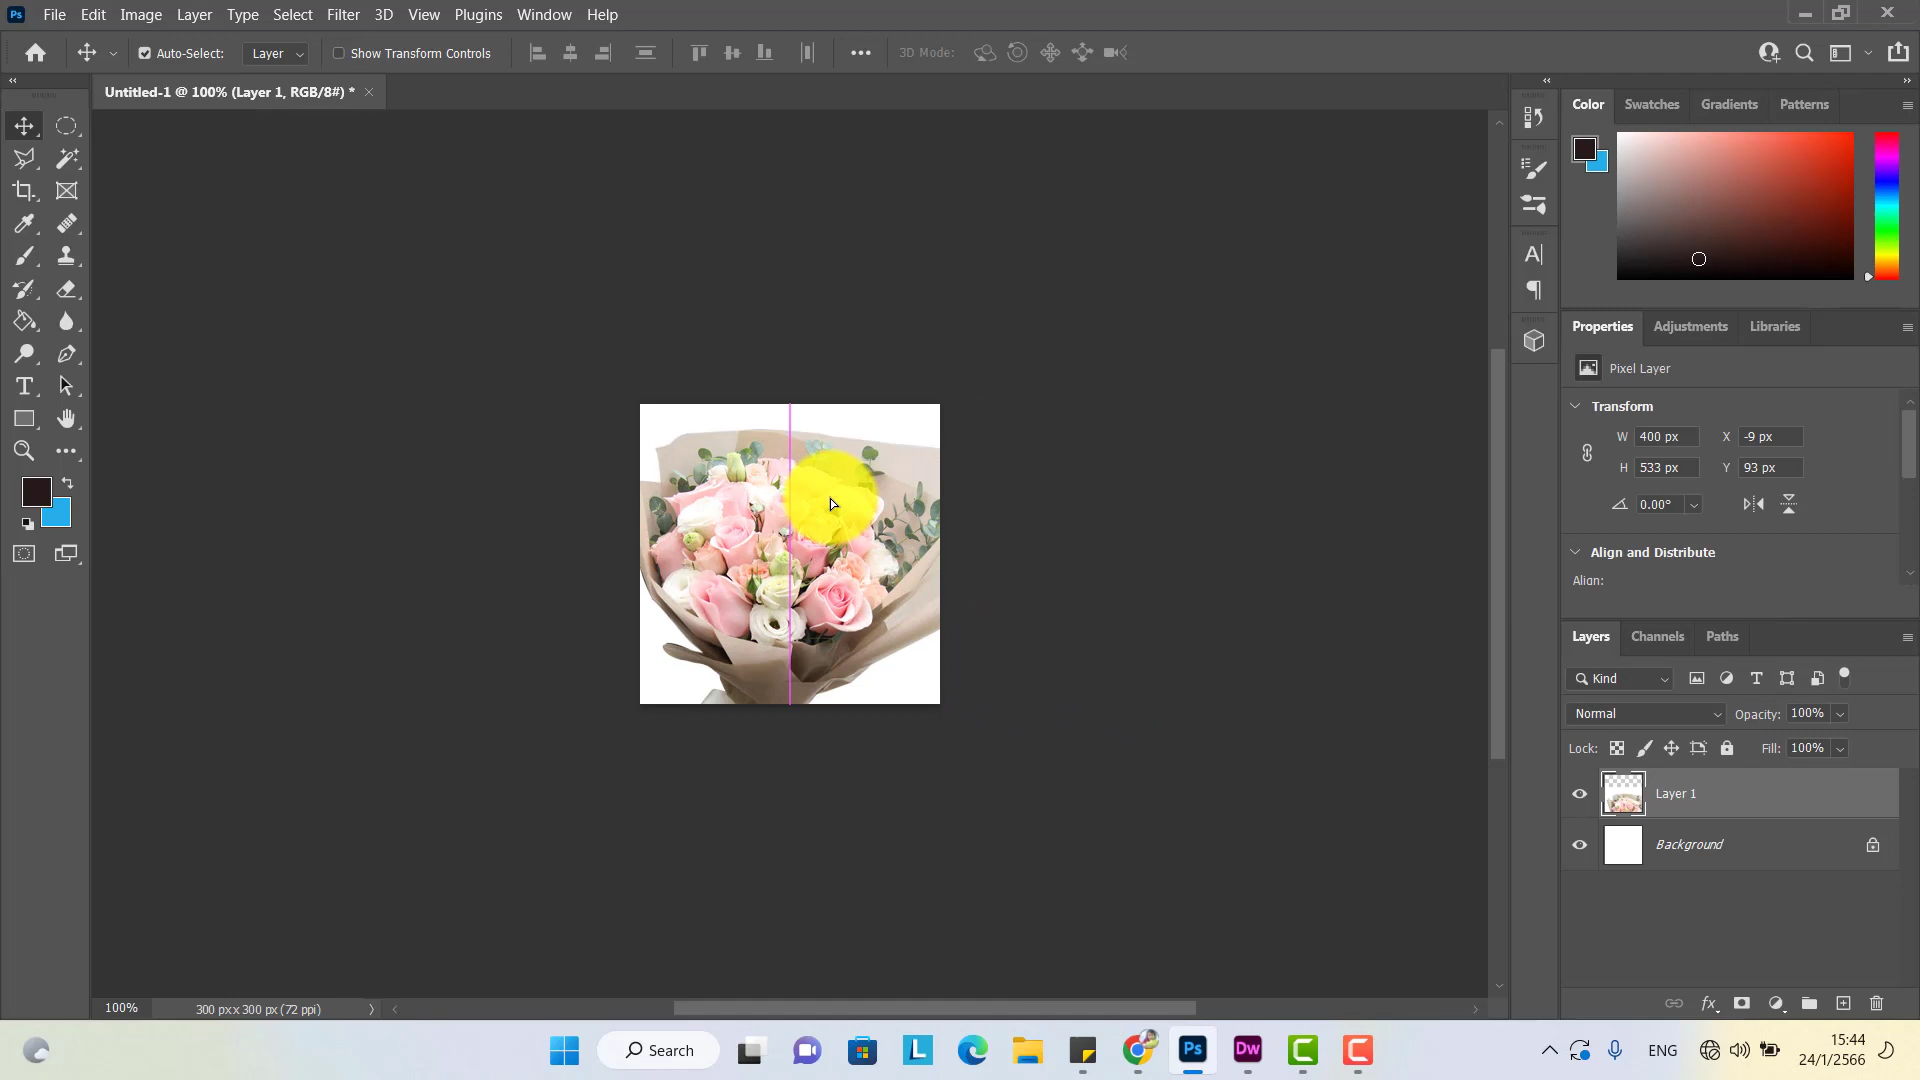 Ps File Edit Image Layer Type Select Filter 3D View Plugins Window Help
Auto-Select: Layer Show Transform Controls 3D Mode:
Untitled-1 @ 100% (Layer 1, RGB/8#) *
Color Swatches Gradients Patterns
Properties Adjustments Libraries
Pixel Layer
Transform
W 400 px X -9 px
H 533 px Y 93 px
0.00°
Align and Distribute
Align:
Layers Channels Paths
Kind
Normal Opacity: 100%
Lock: Fill: 100%
Layer 1
Background
fx
100% 300 px x 300 px (72 ppi)
Search Ps Dw ENG 15:44
24/1/2566